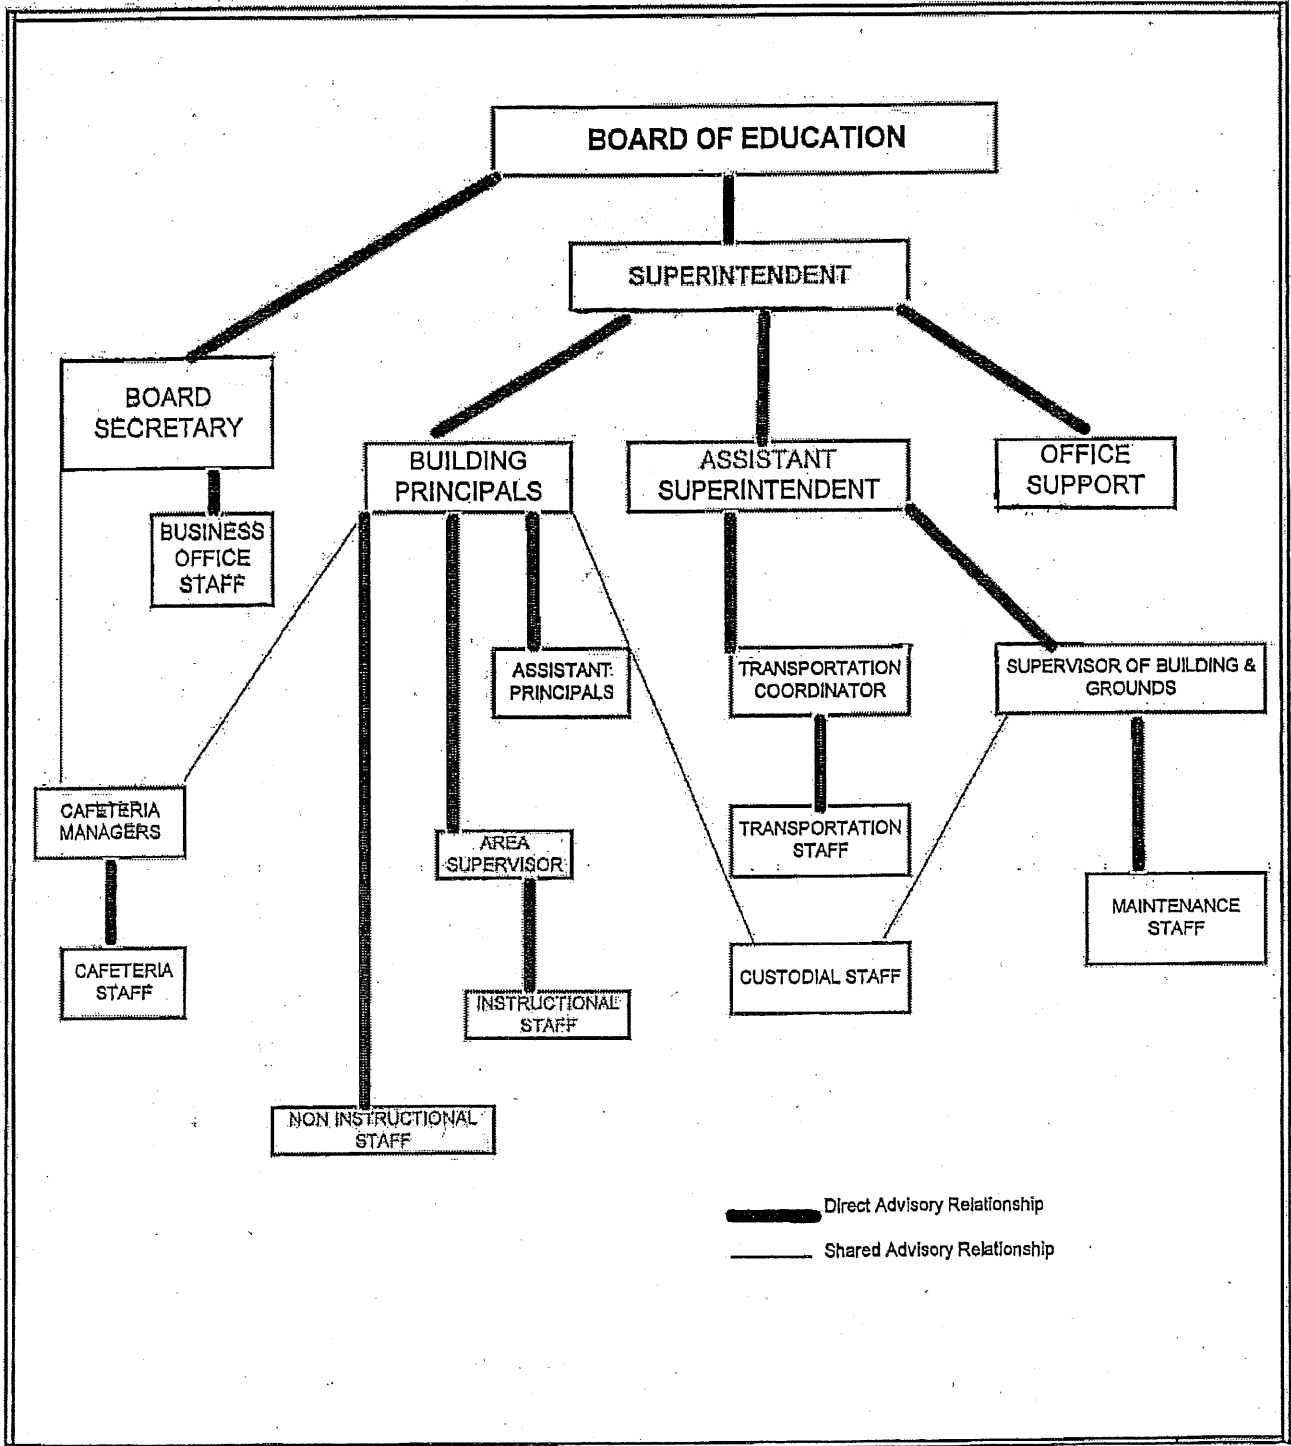 BOARD OF EDUCATION
SUPERINTENDENT
BOARD
SECRETARY
BUILDING
PRINCIPALS
ASSISTANT
SUPERINTENDENT
OFFICE
SUPPORT
BUSINESS
OFFICE
STAFF
ASSISTANT
PRINCIPALS
TRANSPORTATION
COORDINATOR
SUPERVISOR OF BUILDING &
GROUNDS
CAFETERIA
MANAGERS
AREA
SUPERVISOR
TRANSPORTATION
STAFF
MAINTENANCE
STAFF
CAFETERIA
STAFF
INSTRUCTIONAL
STAFF
CUSTODIAL STAFF
NON INSTRUCTIONAL
STAFF
Direct Advisory Relationship
Shared Advisory Relationship